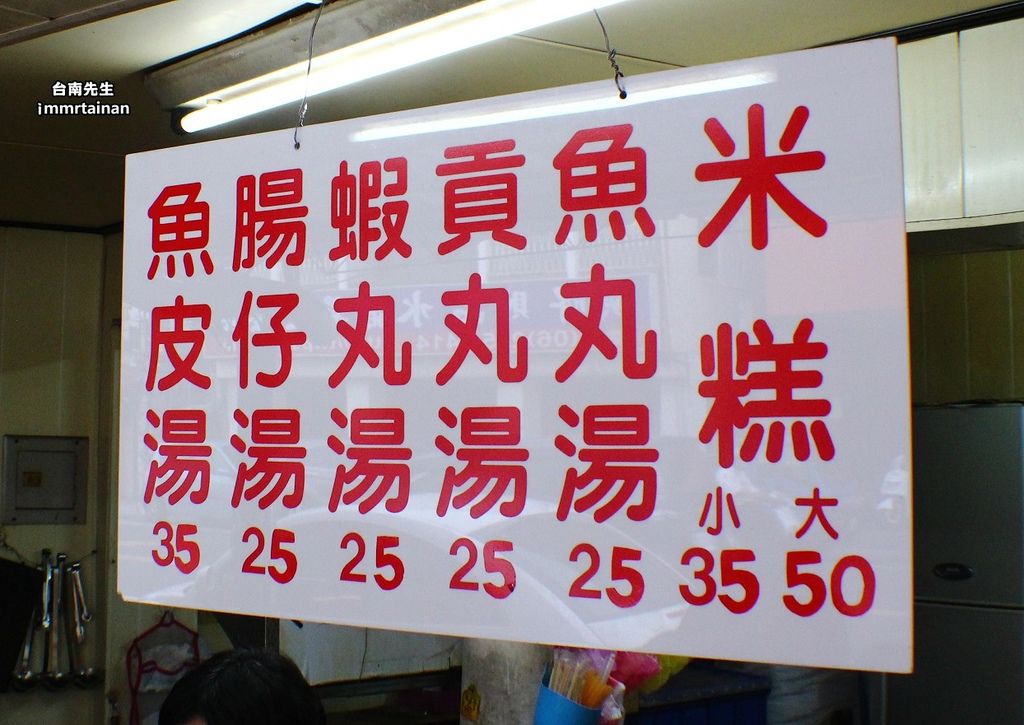 台南先生
immrtainan
米糕
小 大
35 50
魚丸湯
25
貢丸湯
25
蝦丸湯
25
腸仔湯
25
魚皮湯
35